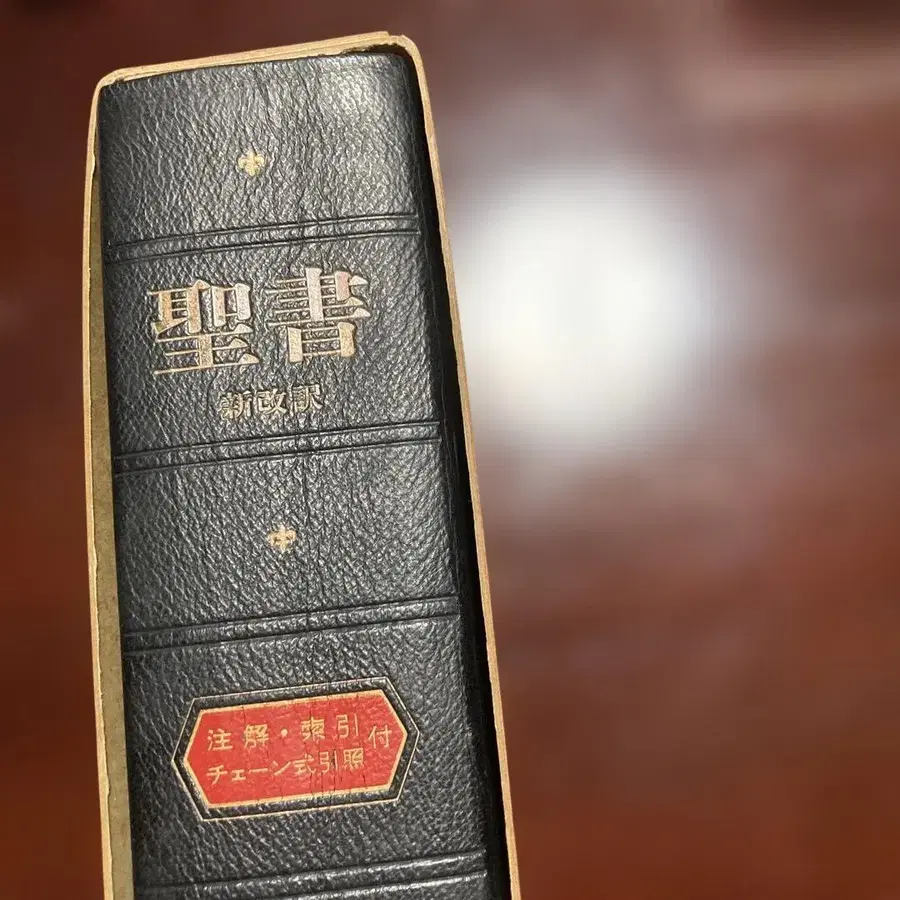 聖書
新改訳
注解・索引付
チェーン式引照